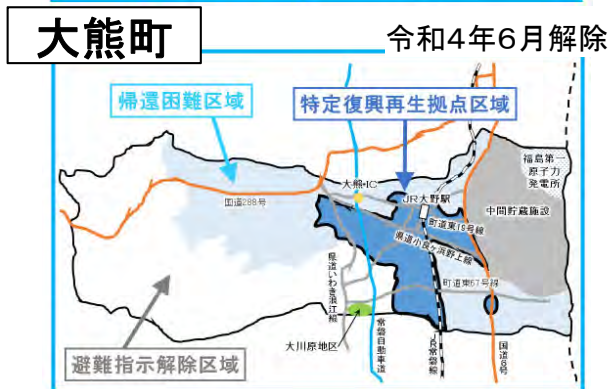 大熊町
令和4年6月解除
帰還困難区域
特定復興再生拠点区域
福島第一
原子力
発電所
大熊IC
JR大野駅
国道288号
中間貯蔵施設
町道東19号線
県道小良ヶ浜野上線
県道いわき浪江線
町道東67号線
大川原地区
常磐自動車道
JR常磐線
国道6号
避難指示解除区域